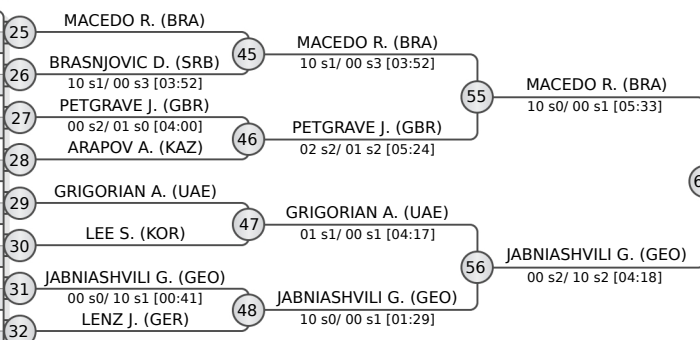 25
MACEDO R. (BRA)
26
BRASNJOVIC D. (SRB)
10 s1/ 00 s3 [03:52]
27
PETGRAVE J. (GBR)
00 s2/ 01 s0 [04:00]
28
ARAPOV A. (KAZ)
29
GRIGORIAN A. (UAE)
30
LEE S. (KOR)
31
JABNIASHVILI G. (GEO)
00 s0/ 10 s1 [00:41]
32
LENZ J. (GER)
45
MACEDO R. (BRA)
10 s1/ 00 s3 [03:52]
46
PETGRAVE J. (GBR)
02 s2/ 01 s2 [05:24]
47
GRIGORIAN A. (UAE)
01 s1/ 00 s1 [04:17]
48
JABNIASHVILI G. (GEO)
10 s0/ 00 s1 [01:29]
55
MACEDO R. (BRA)
10 s0/ 00 s1 [05:33]
56
JABNIASHVILI G. (GEO)
00 s2/ 10 s2 [04:18]